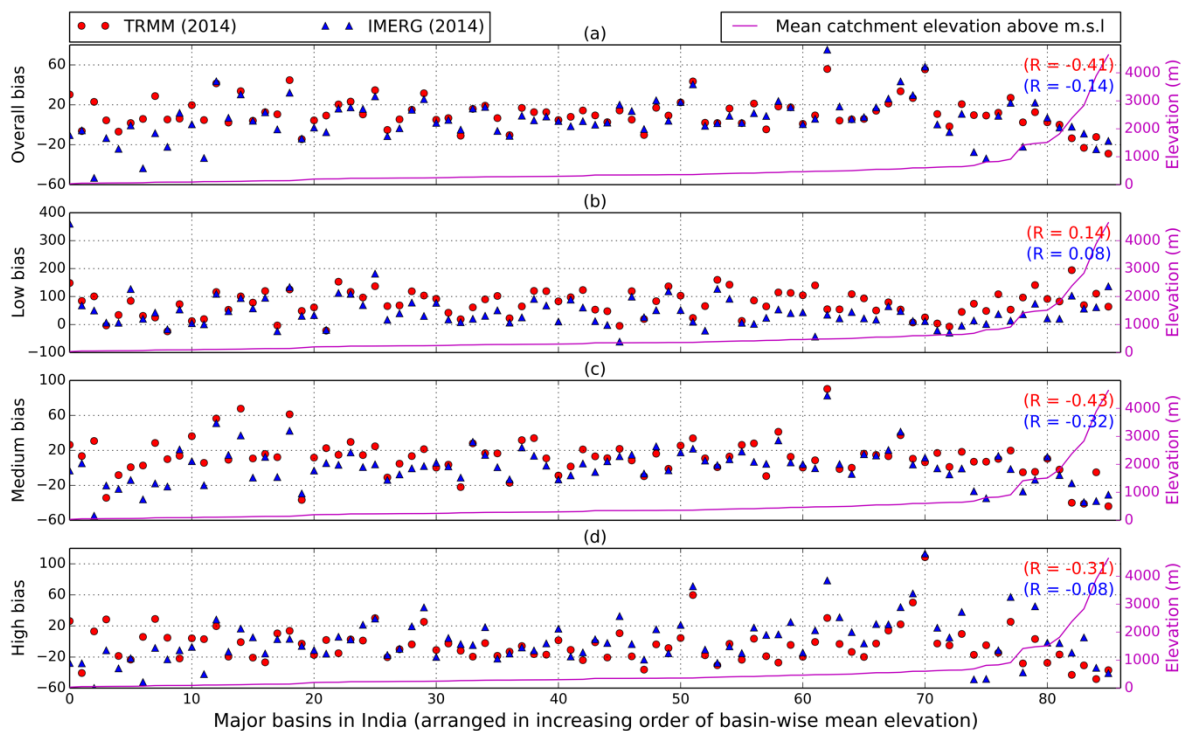 TRMM (2014) IMERG (2014) Mean catchment elevation above m.s.l
(a)
Overall bias
60
20
−20
−60
(R = -0.41)
(R = -0.14)
4000
3000
2000
1000
0
Elevation (m)
(b)
Low bias
400
300
200
100
0
−100
(R = 0.14)
(R = 0.08)
4000
3000
2000
1000
0
Elevation (m)
(c)
Medium bias
100
60
20
−20
−60
(R = -0.43)
(R = -0.32)
4000
3000
2000
1000
0
Elevation (m)
(d)
High bias
100
60
20
−20
−60
(R = -0.31)
(R = -0.08)
4000
3000
2000
1000
0
Elevation (m)
0 10 20 30 40 50 60 70 80
Major basins in India (arranged in increasing order of basin-wise mean elevation)